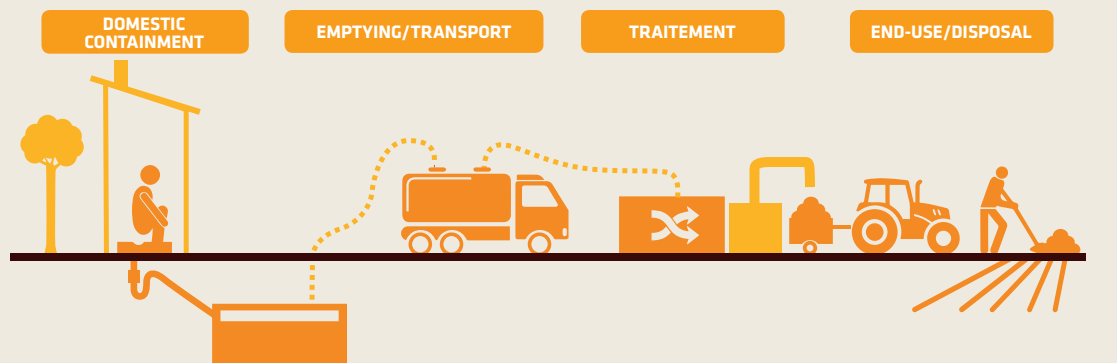 DOMESTIC
CONTAINMENT
EMPTYING/TRANSPORT
TRAITEMENT
END-USE/DISPOSAL